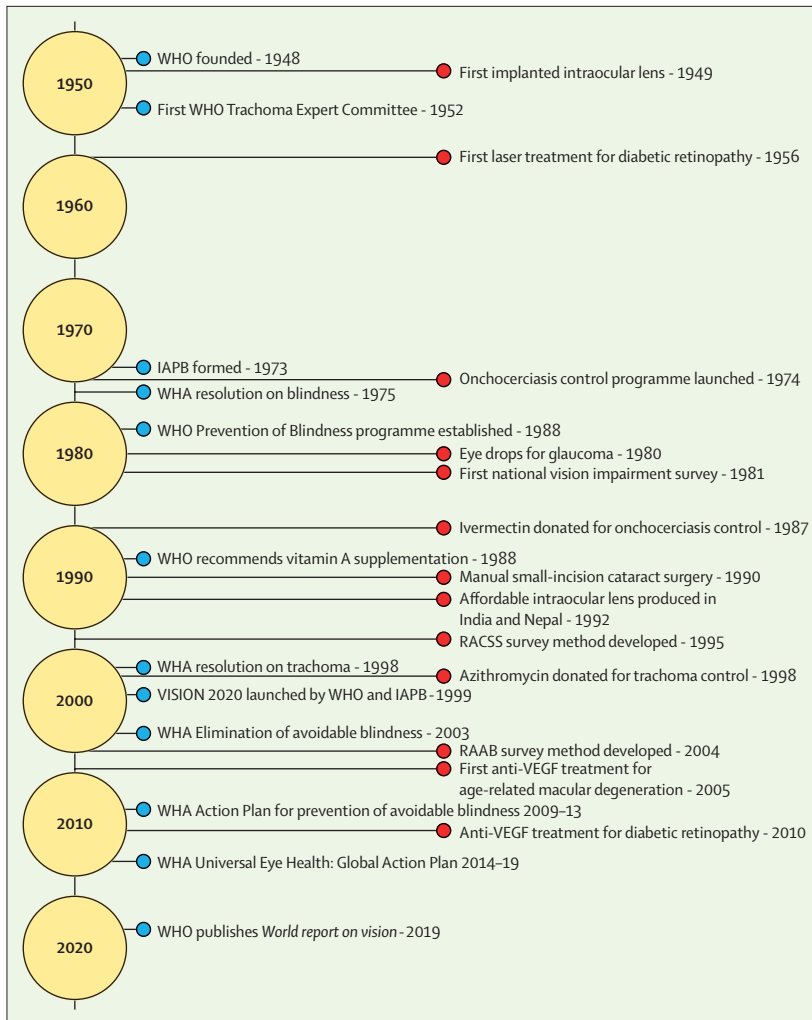 WHO founded - 1948
First implanted intraocular lens - 1949
1950
First WHO Trachoma Expert Committee - 1952
First laser treatment for diabetic retinopathy - 1956
1960
1970
IAPB formed - 1973
Onchocerciasis control programme launched - 1974
WHA resolution on blindness - 1975
WHO Prevention of Blindness programme established - 1988
1980
Eye drops for glaucoma - 1980
First national vision impairment survey - 1981
Ivermectin donated for onchocerciasis control - 1987
WHO recommends vitamin A supplementation - 1988
1990
Manual small-incision cataract surgery - 1990
Affordable intraocular lens produced in
India and Nepal - 1992
RACSS survey method developed - 1995
WHA resolution on trachoma - 1998
Azithromycin donated for trachoma control - 1998
VISION 2020 launched by WHO and IAPB - 1999
2000
WHA Elimination of avoidable blindness - 2003
RAAB survey method developed - 2004
First anti-VEGF treatment for
age-related macular degeneration - 2005
WHA Action Plan for prevention of avoidable blindness 2009–13
2010
Anti-VEGF treatment for diabetic retinopathy - 2010
WHA Universal Eye Health: Global Action Plan 2014–19
WHO publishes World report on vision - 2019
2020